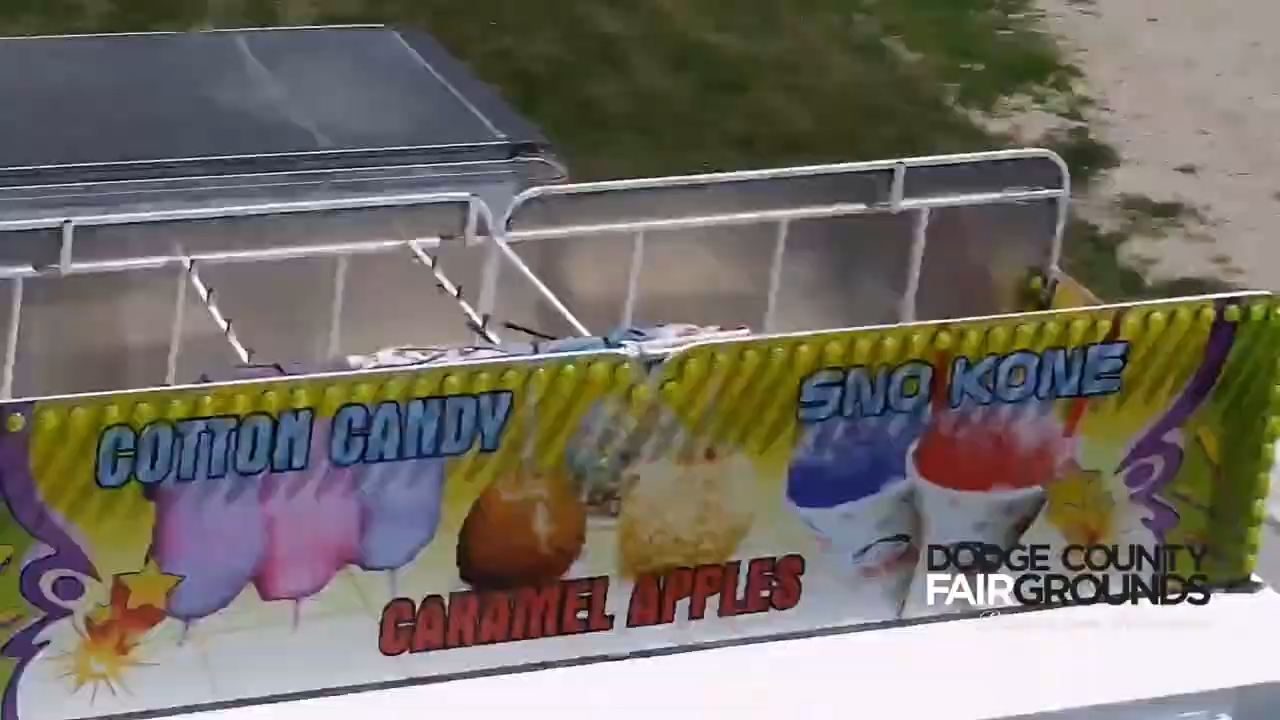 COTTON CANDY
SNO KONE
CARAMEL APPLES
DODGE COUNTY
FAIRGROUNDS